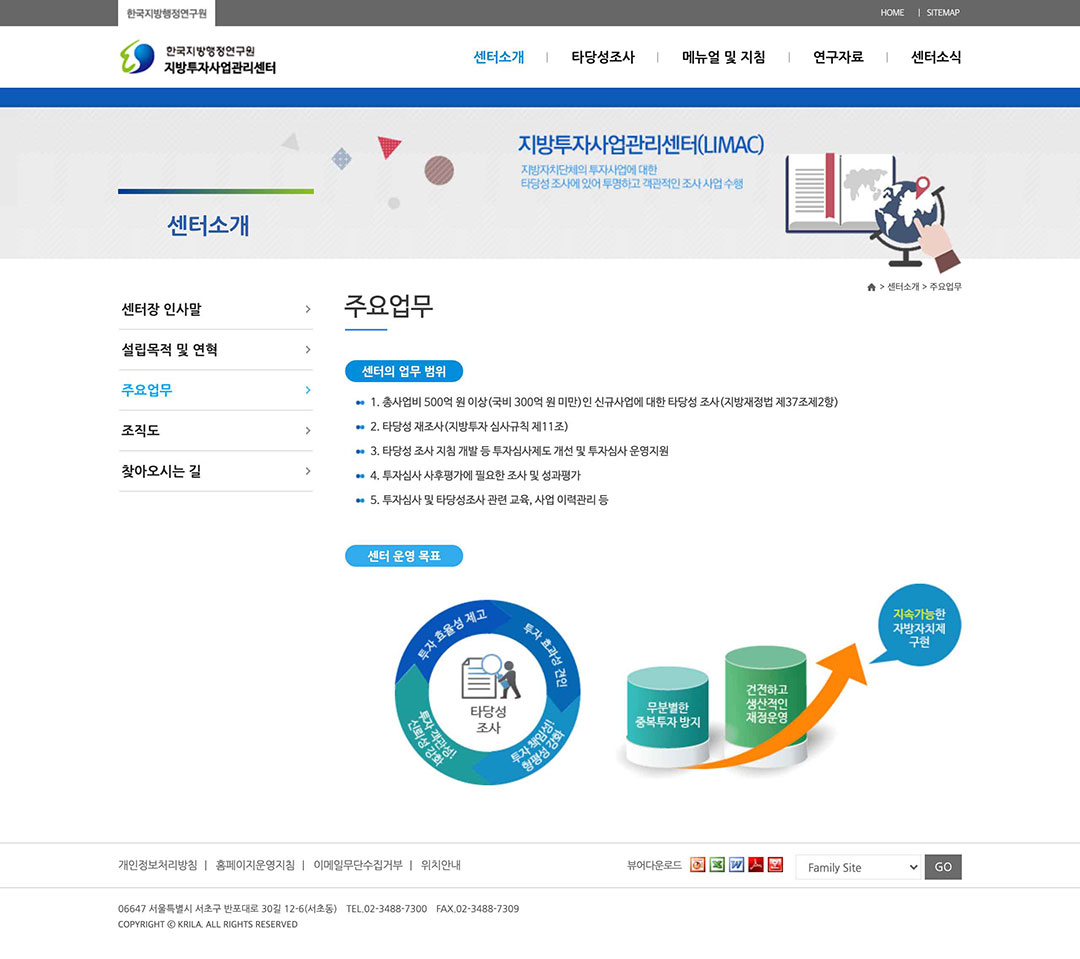 한국지방행정연구원
HOME | SITEMAP
한국지방행정연구원
지방투자사업관리센터
센터소개 | 타당성조사 | 메뉴얼 및 지침 | 연구자료 | 센터소식
지방투자사업관리센터(LIMAC)
지방자치단체의 투자사업에 대한
타당성 조사에 있어 투명하고 객관적인 조사 사업 수행
센터소개
> 센터소개 > 주요업무
센터장 인사말
설립목적 및 연혁
주요업무
조직도
찾아오시는 길
주요업무
센터의 업무 범위
1. 총사업비 500억 원 이상(국비 300억 원 미만)인 신규사업에 대한 타당성 조사(지방재정법 제37조제2항)
2. 타당성 재조사(지방투자 심사규칙 제11조)
3. 타당성 조사 지침 개발 등 투자심사제도 개선 및 투자심사 운영지원
4. 투자심사 사후평가에 필요한 조사 및 성과평가
5. 투자심사 및 타당성조사 관련 교육, 사업 이력관리 등
센터 운영 목표
투자 효율성 제고
투자 효과성 견인
투자 책임성!
형평성 강화
투자 객관성!
신뢰성 강화
타당성
조사
무분별한
중복투자 방지
건전하고
생산적인
재정운영
지속가능한
자방자치제
구현
개인정보처리방침 | 홈페이지운영지침 | 이메일무단수집거부 | 위치안내
뷰어다운로드
Family Site
GO
06647 서울특별시 서초구 반포대로 30길 12-6(서초동) TEL.02-3488-7300 FAX.02-3488-7309
COPYRIGHT ⓒ KRILA. ALL RIGHTS RESERVED